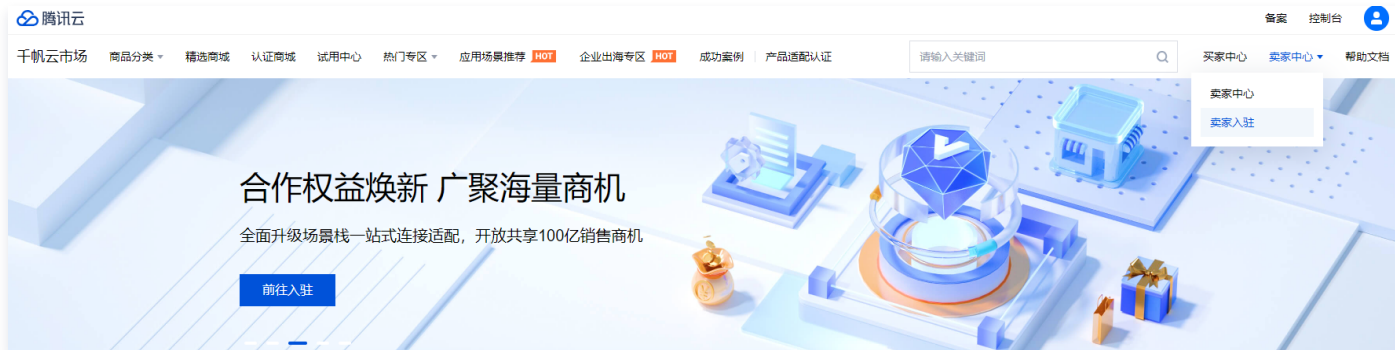 腾讯云
备案 控制台
千帆云市场 商品分类 精选商城 认证商城 试用中心 热门专区 应用场景推荐 HOT 企业出海专区 HOT 成功案例 产品适配认证 请输入关键词 买家中心 卖家中心 帮助文档
卖家中心
卖家入驻
合作权益焕新 广聚海量商机
全面升级场景栈一站式连接适配，开放共享100亿销售商机
前往入驻